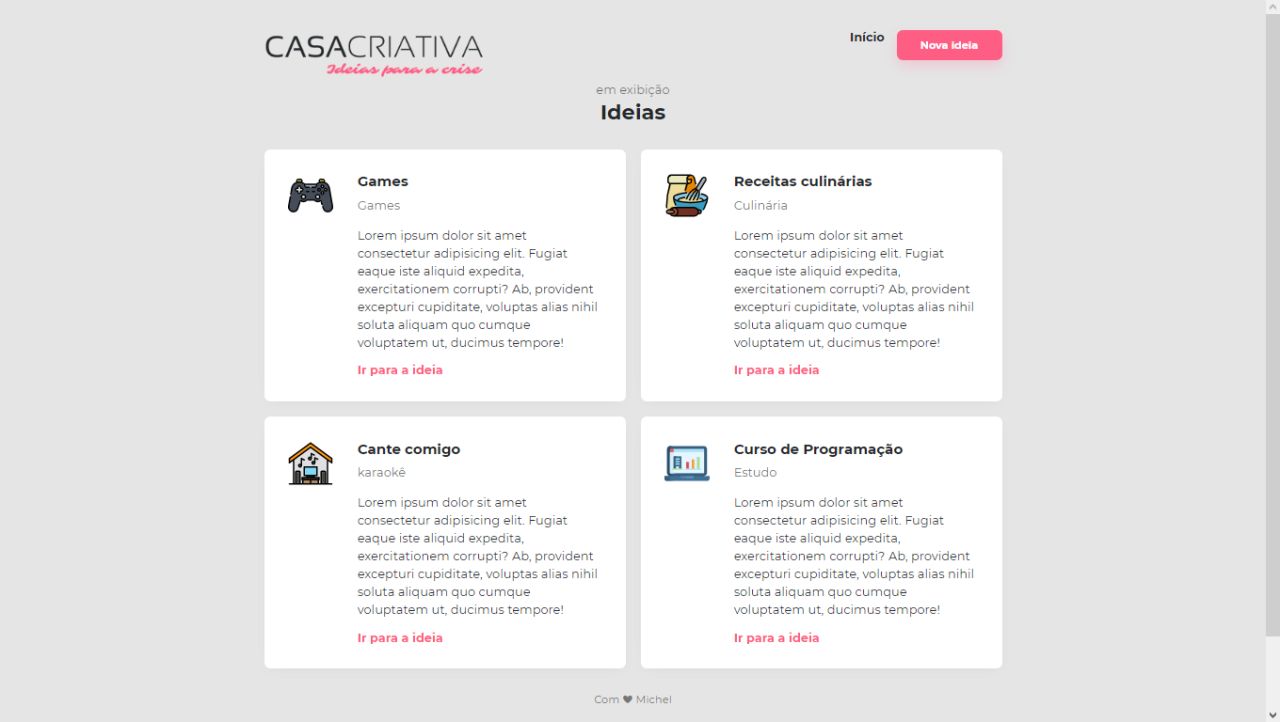 CASACRIATIVA
Ideias para a crise
Início
Nova Ideia
em exibição
Ideias
Games
Games
Lorem ipsum dolor sit amet
consectetur adipisicing elit. Fugiat
eaque iste aliquid expedita,
exercitationem corrupti? Ab, provident
excepturi cupiditate, voluptas alias nihil
soluta aliquam quo cumque
voluptatem ut, ducimus tempore!
Ir para a ideia
Receitas culinárias
Culinária
Lorem ipsum dolor sit amet
consectetur adipisicing elit. Fugiat
eaque iste aliquid expedita,
exercitationem corrupti? Ab, provident
excepturi cupiditate, voluptas alias nihil
soluta aliquam quo cumque
voluptatem ut, ducimus tempore!
Ir para a ideia
Cante comigo
karaokê
Lorem ipsum dolor sit amet
consectetur adipisicing elit. Fugiat
eaque iste aliquid expedita,
exercitationem corrupti? Ab, provident
excepturi cupiditate, voluptas alias nihil
soluta aliquam quo cumque
voluptatem ut, ducimus tempore!
Ir para a ideia
Curso de Programação
Estudo
Lorem ipsum dolor sit amet
consectetur adipisicing elit. Fugiat
eaque iste aliquid expedita,
exercitationem corrupti? Ab, provident
excepturi cupiditate, voluptas alias nihil
soluta aliquam quo cumque
voluptatem ut, ducimus tempore!
Ir para a ideia
Com ♥ Michel